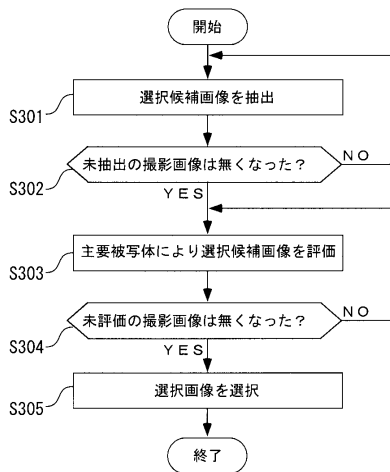 開始
選択候補画像を抽出
S301
未抽出の撮影画像は無くなった？
NO
S302
YES
主要被写体により選択候補画像を評価
S303
未評価の撮影画像は無くなった？
NO
S304
YES
選択画像を選択
S305
終了